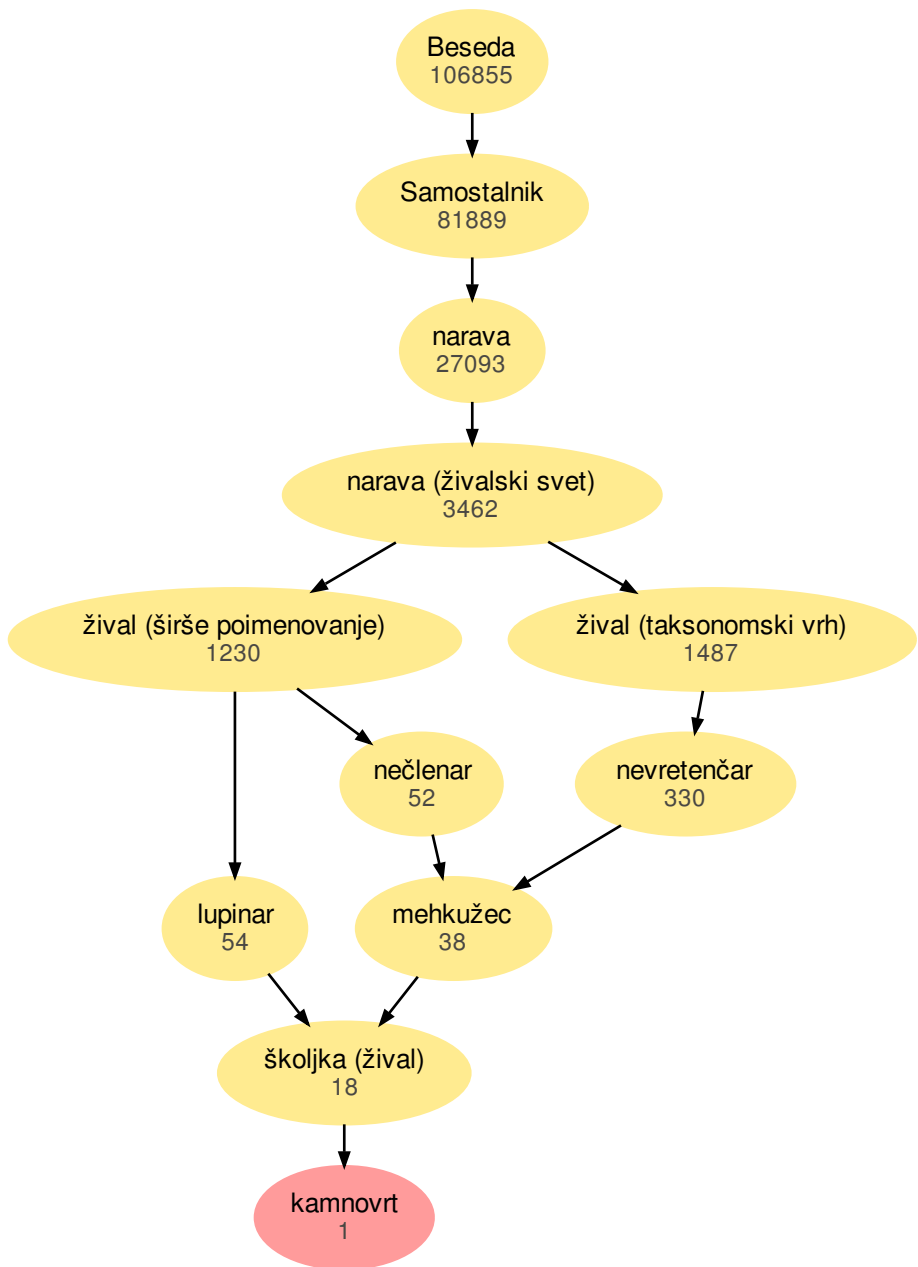 Beseda
106855
Samostalnik
81889
narava
27093
narava (živalski svet)
3462
žival (širše poimenovanje)
1230
žival (taksonomski vrh)
1487
nečlenar
52
nevretenčar
330
lupinar
54
mehkužec
38
školjka (žival)
18
kamnovrt
1